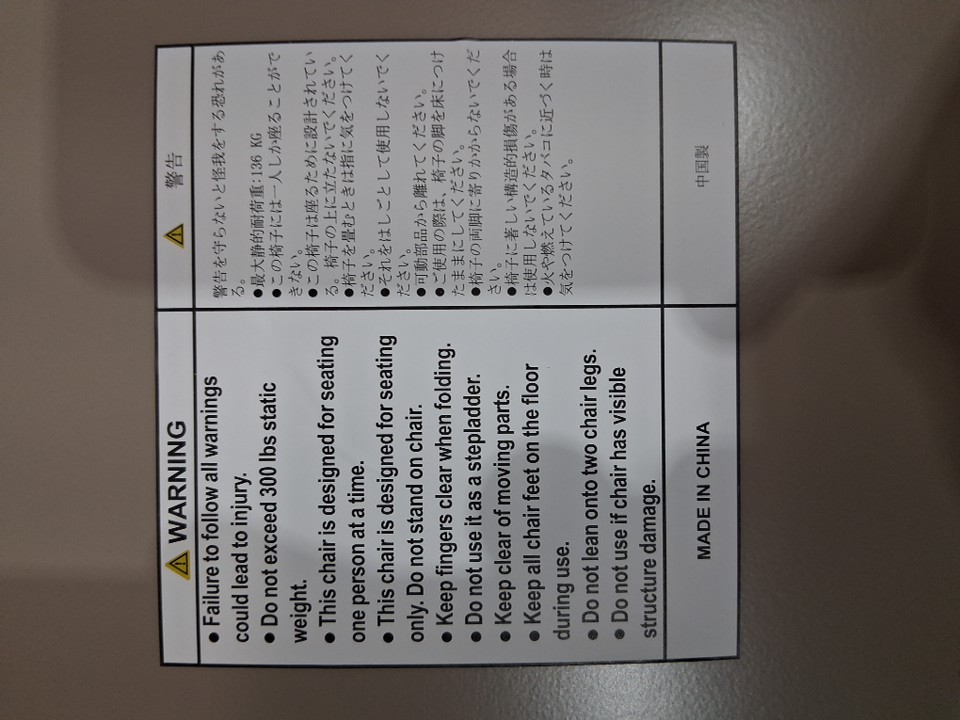 WARNING
● Failure to follow all warnings
could lead to injury.
● Do not exceed 300 lbs static
weight.
● This chair is designed for seating
one person at a time.
● This chair is designed for seating
only. Do not stand on chair.
● Keep fingers clear when folding.
● Do not use it as a stepladder.
● Keep clear of moving parts.
● Keep all chair feet on the floor
during use.
● Do not lean onto two chair legs.
● Do not use if chair has visible
structure damage.
MADE IN CHINA
警告
警告を守らないと怪我をする恐れがあ
る。
●最大静的耐荷重:136 KG
●この椅子には一人しか座ることがで
きない。
●この椅子は座るために設計されてい
る。椅子の上に立たないでください。
●椅子を畳むときは指に気をつけてく
ださい。
●それをはしごとして使用しないでく
ださい。
●可動部品から離れてください。
●ご使用の際は、椅子の脚を床につけ
たままにしてください。
●椅子の両脚に寄りかからないでくだ
さい。
●椅子に著しい構造的損傷がある場合
は使用しないでください。
●火や燃えているタバコに近づく時は
気をつけてください。
中国製